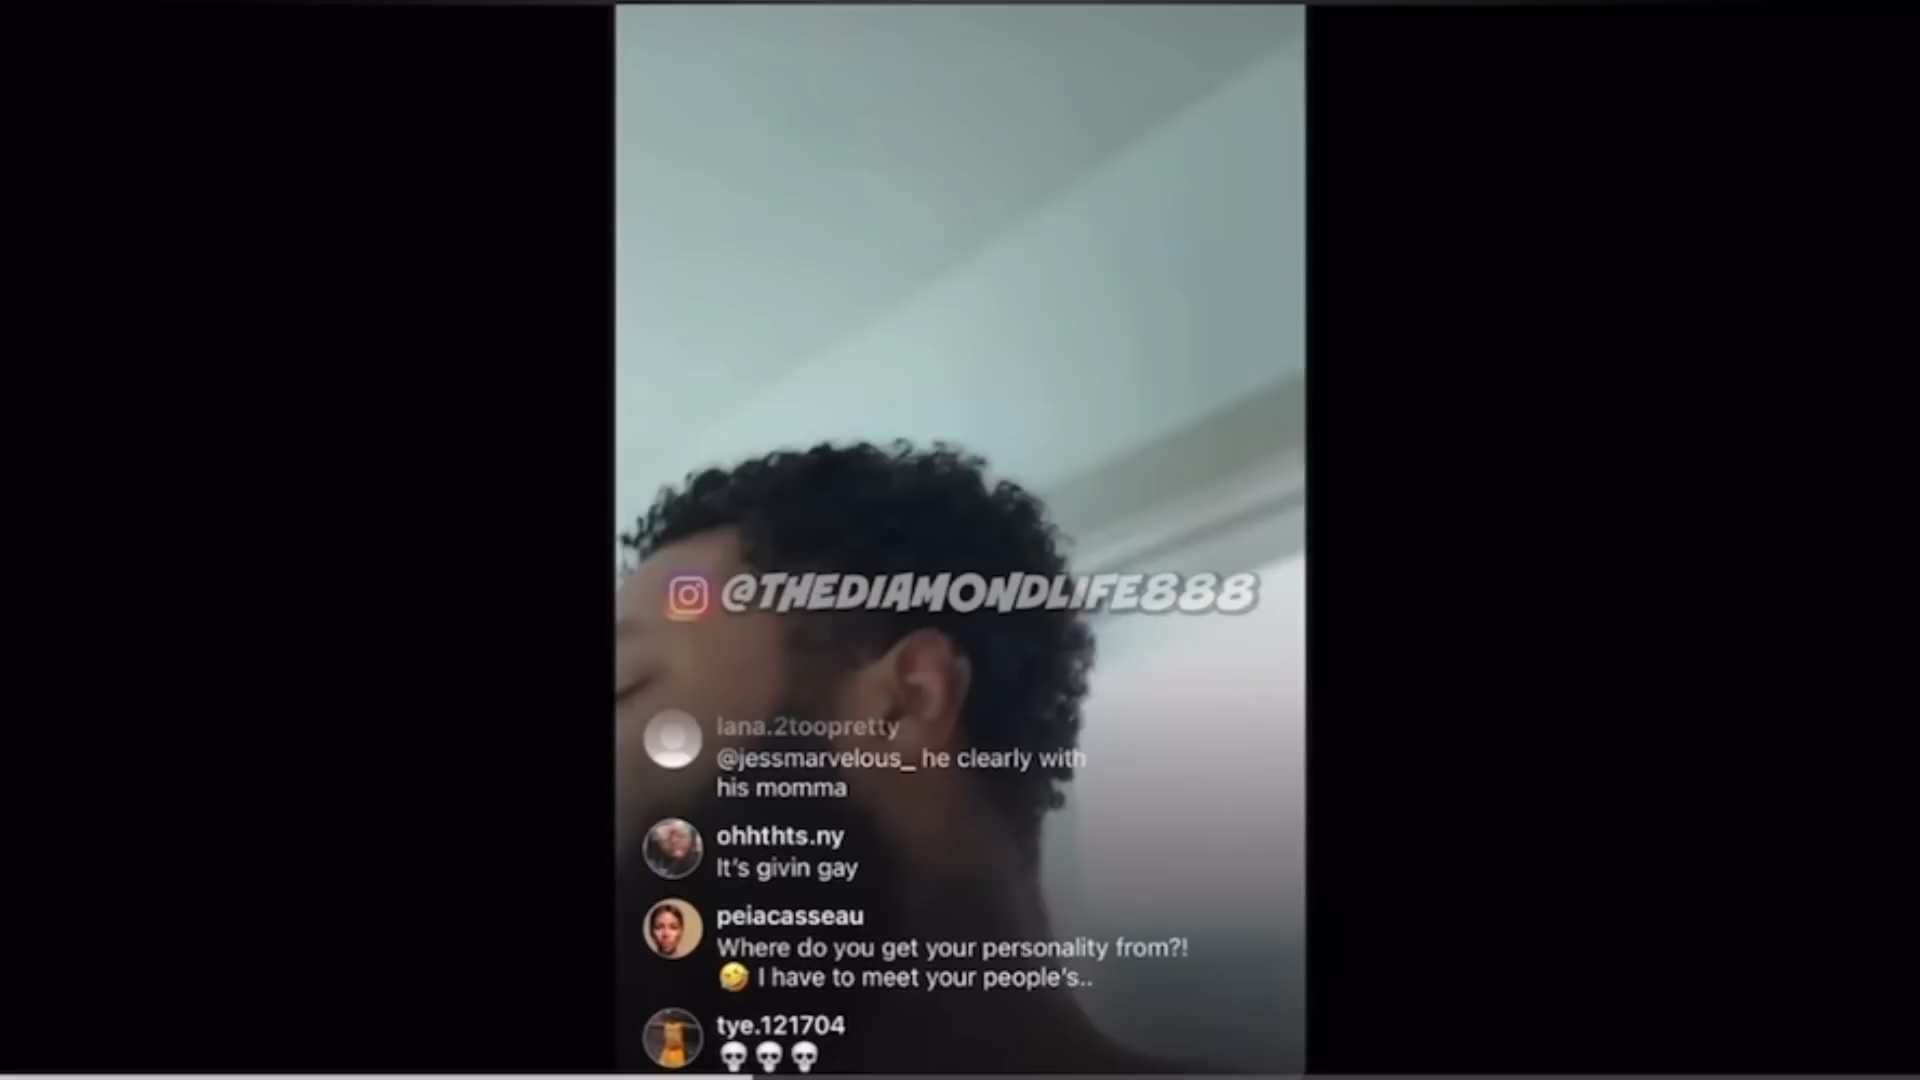 @THEDIAMONDLIFE888
lana.2toopretty
@jessmarvelous_ he clearly with
his momma
ohhthts.ny
It's givin gay
peiacasseau
Where do you get your personality from?!
🤣 I have to meet your people's..
tye.121704
💀💀💀